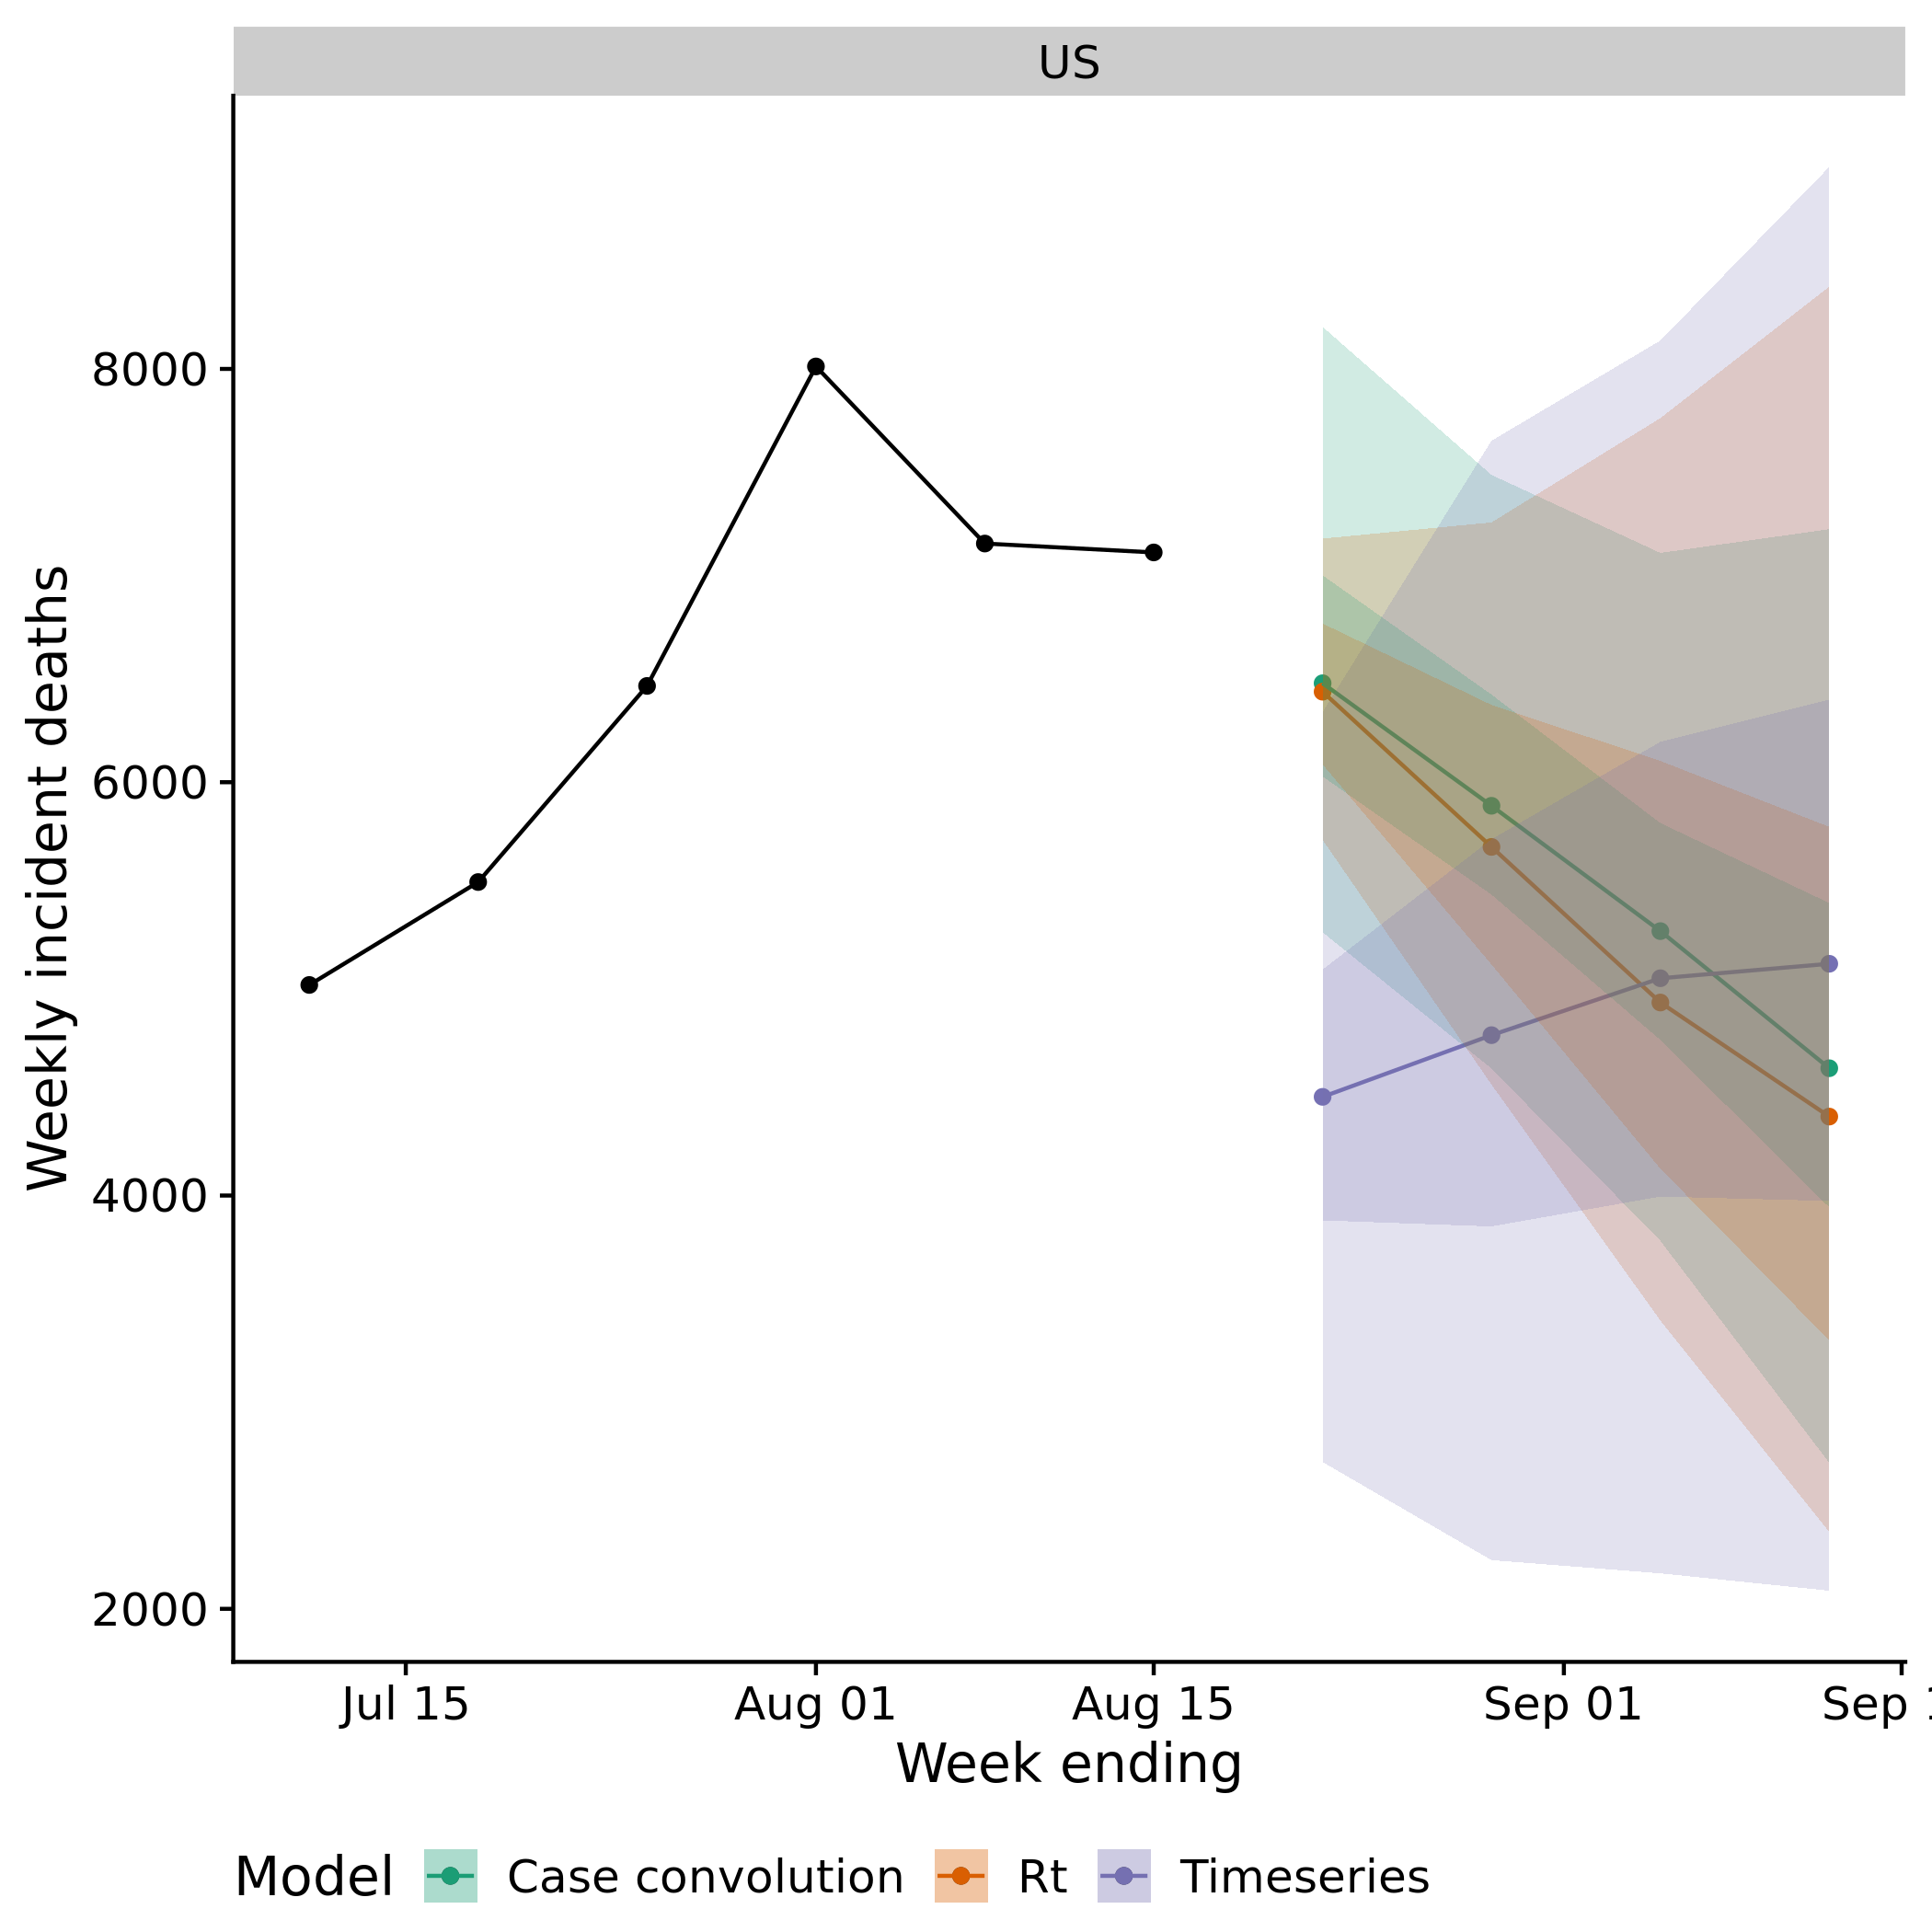 US
Weekly incident deaths
8000
6000
4000
2000
Jul 15 Aug 01 Aug 15 Sep 01 Sep
Week ending
Model Case convolution Rt Timeseries